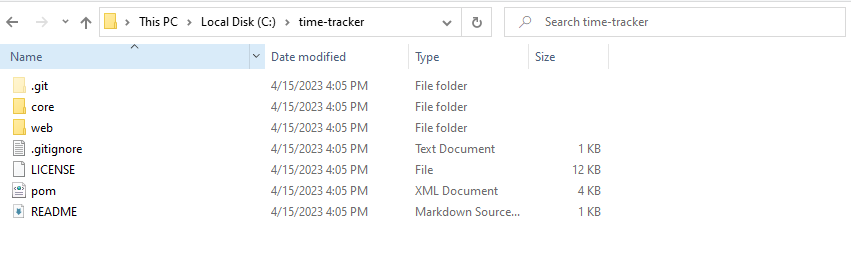 This PC > Local Disk (C:) > time-tracker
Search time-tracker
Name Date modified Type Size
.git 4/15/2023 4:05 PM File folder
core 4/15/2023 4:05 PM File folder
web 4/15/2023 4:05 PM File folder
.gitignore 4/15/2023 4:05 PM Text Document 1 KB
LICENSE 4/15/2023 4:05 PM File 12 KB
pom 4/15/2023 4:05 PM XML Document 4 KB
README 4/15/2023 4:05 PM Markdown Source... 1 KB